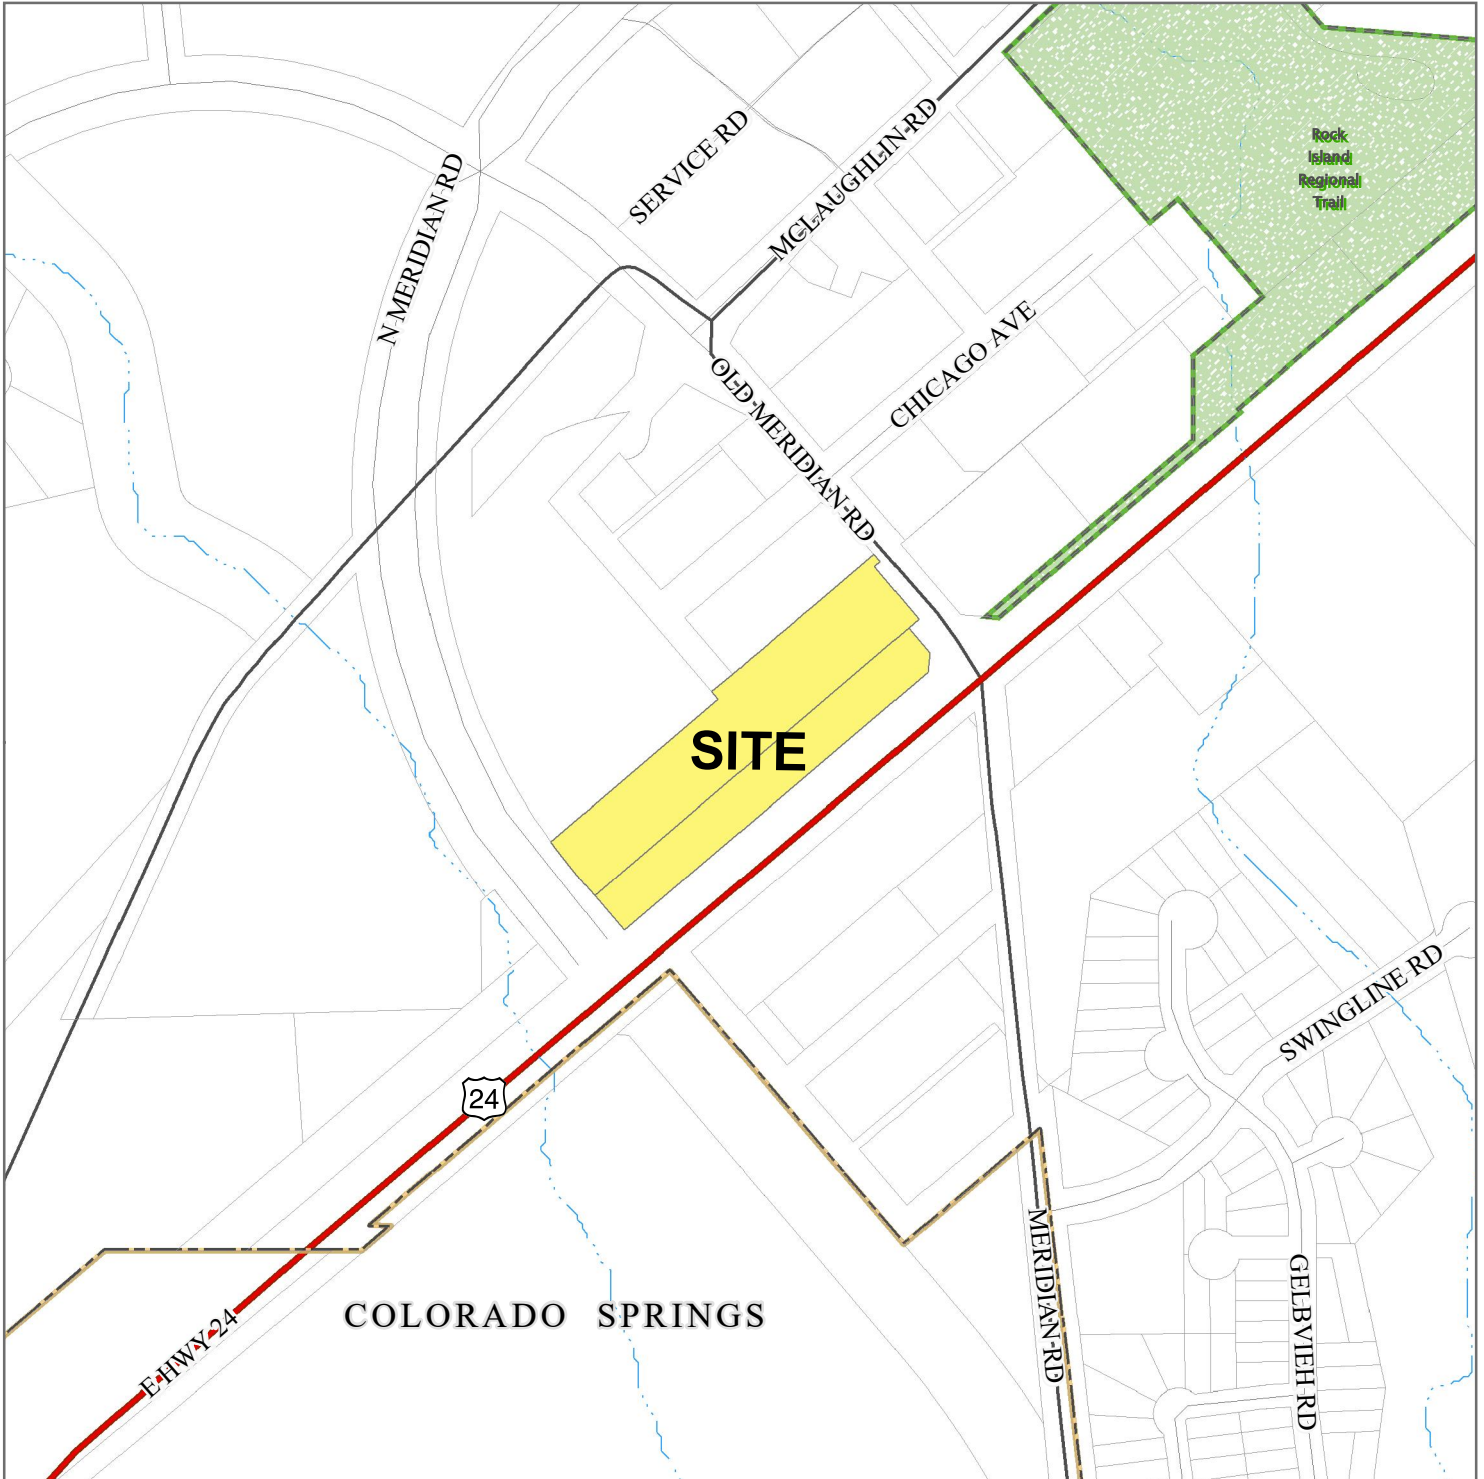 SERVICE RD
MCLAUGHLIN RD
Rock
Island
Regional
Trail
N MERIDIAN RD
CHICAGO AVE
OLD MERIDIAN RD
SITE
SWINGLINE RD
24
MERIDIAN RD
GELBVIEH RD
COLORADO SPRINGS
E HWY 24